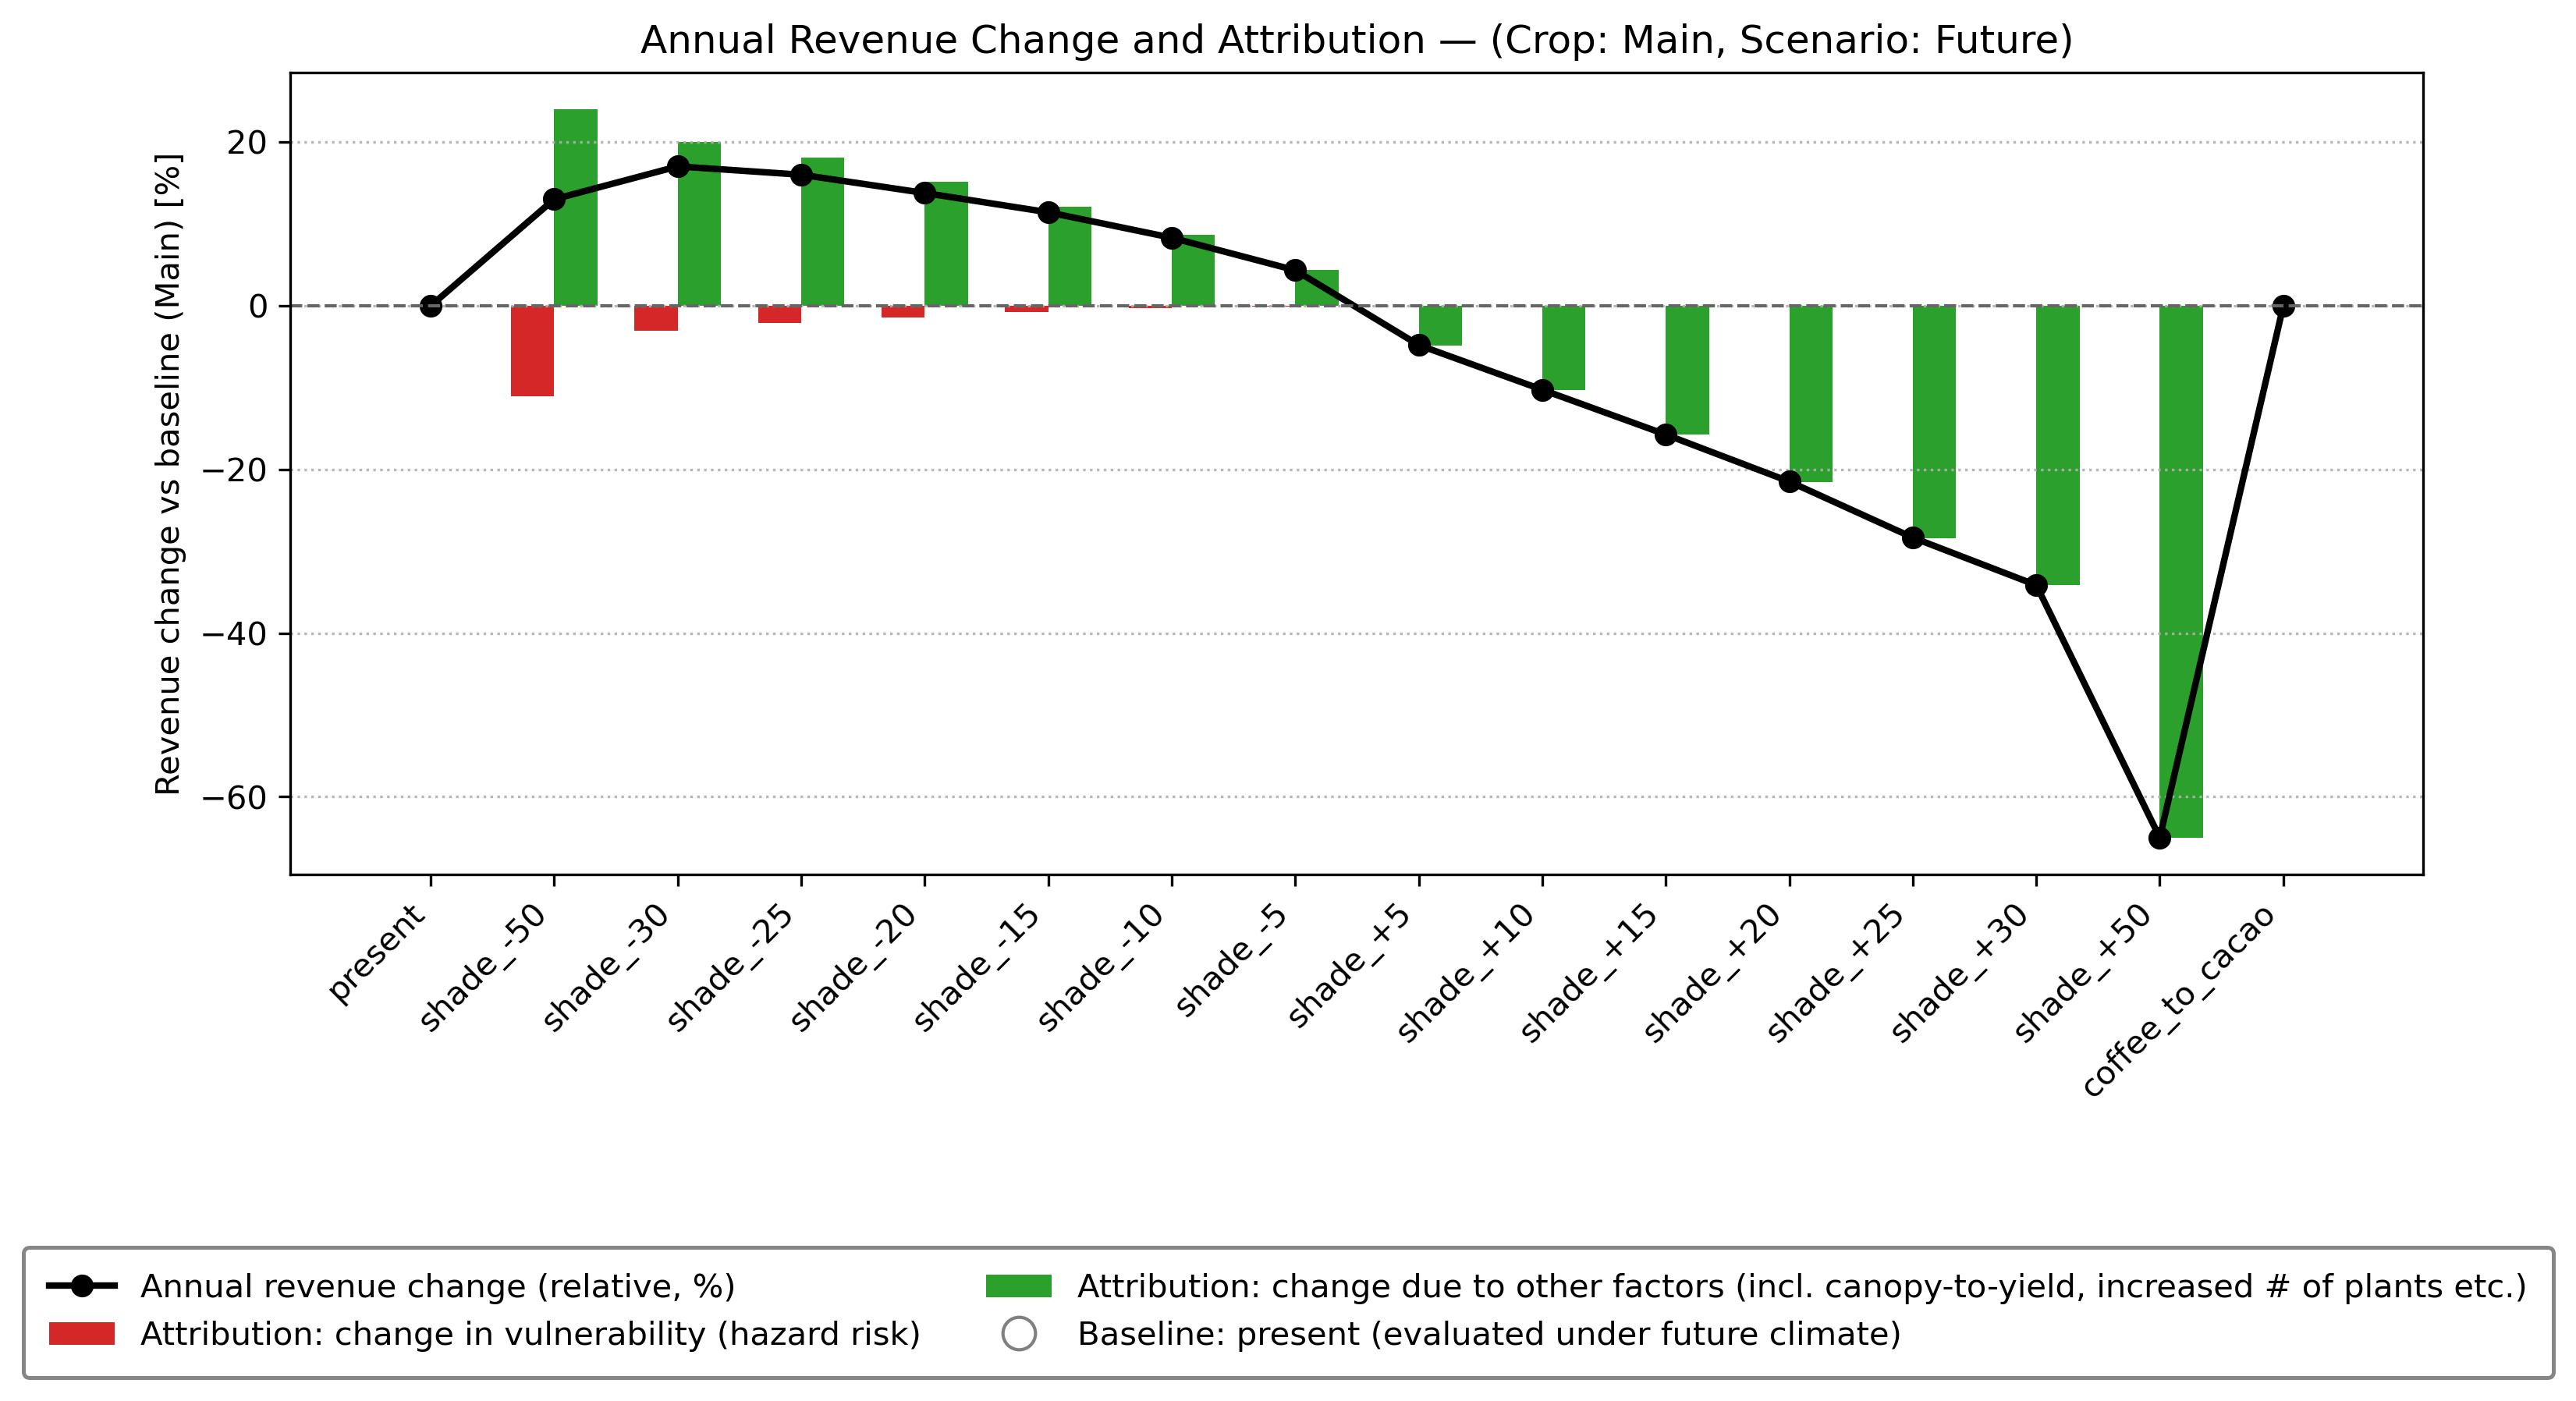 Annual Revenue Change and Attribution — (Crop: Main, Scenario: Future)
Revenue change vs baseline (Main) [%]
20
0
−20
−40
−60
present
shade_-50
shade_-30
shade_-25
shade_-20
shade_-15
shade_-10
shade_-5
shade_+5
shade_+10
shade_+15
shade_+20
shade_+25
shade_+30
shade_+50
coffee_to_cacao
Annual revenue change (relative, %)
Attribution: change in vulnerability (hazard risk)
Attribution: change due to other factors (incl. canopy-to-yield, increased # of plants etc.)
Baseline: present (evaluated under future climate)